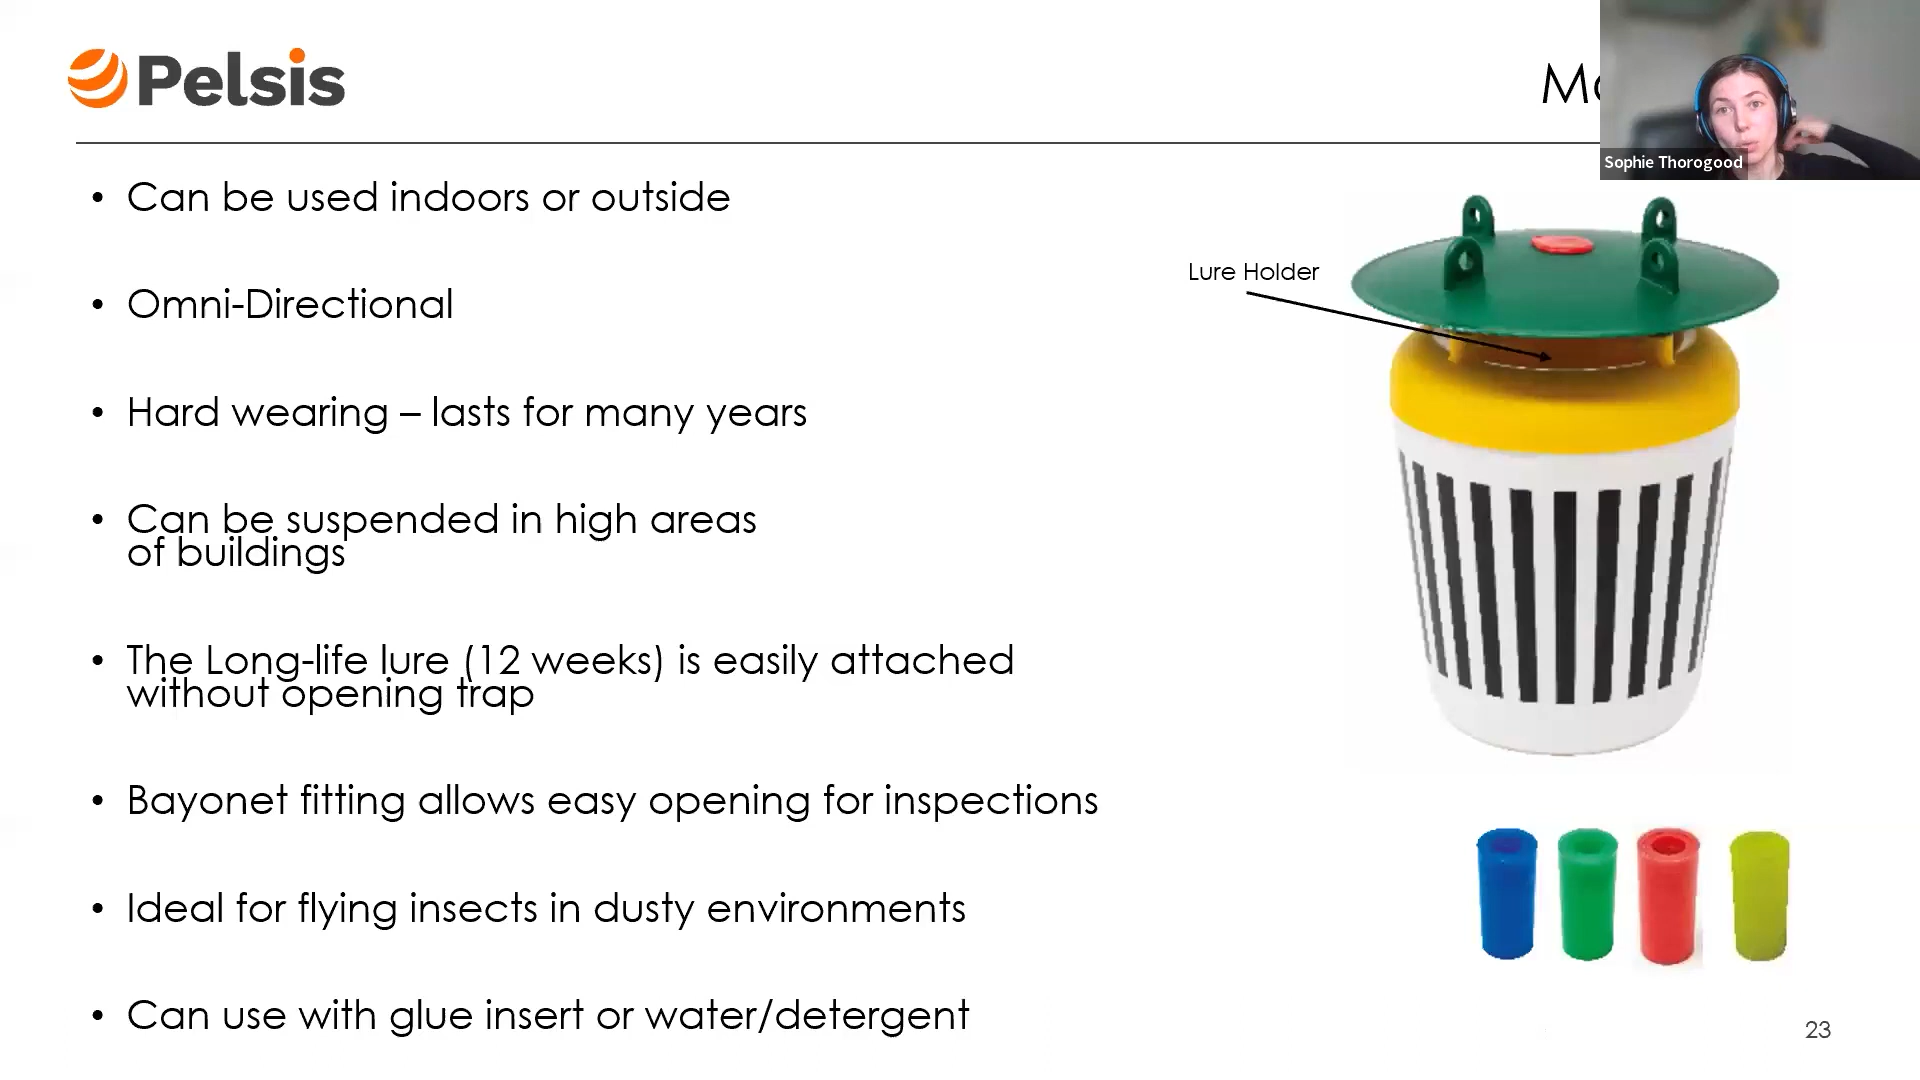 Pelsis
Sophie Thorogood
• Can be used indoors or outside
• Omni-Directional
• Hard wearing – lasts for many years
• Can be suspended in high areas
of buildings
• The Long-life lure (12 weeks) is easily attached
without opening trap
• Bayonet fitting allows easy opening for inspections
• Ideal for flying insects in dusty environments
• Can use with glue insert or water/detergent
Lure Holder
23